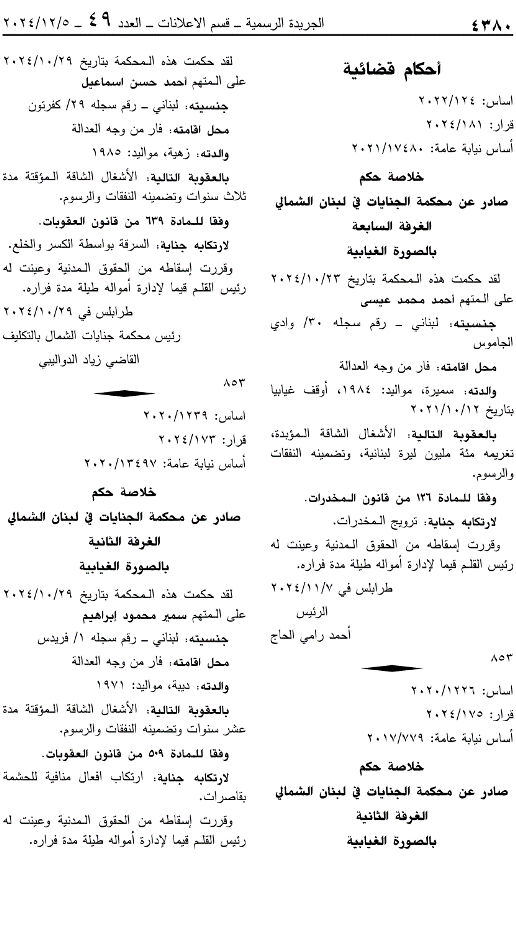 ٤٣٨٠
الجريدة الرسمية ــ قسم الاعلانات ــ العدد ٤٩ ــ ٢٠٢٤/١٢/٥
أحكام قضائية
اساس: ٢٠٢٢/١٢٤
قرار: ٢٠٢٤/١٨١
أساس نيابة عامة: ٢٠٢١/١٧٤٨٠
خلاصة حكم
صادر عن محكمة الجنايات في لبنان الشمالي
الغرفة السابعة
بالصورة الغيابية
لقد حكمت هذه المحكمة بتاريخ ٢٠٢٤/١٠/٢٣
على المتهم احمد محمد عيسى
جنسيته: لبناني ــ رقم سجله ٣٠/ وادي
الجاموس
محل اقامته: فار من وجه العدالة
والدته: سميرة، مواليد: ١٩٨٤، أوقف غيابيا
بتاريخ ٢٠٢١/١٠/١٢
بالعقوبة التالية: الأشغال الشاقة المؤبدة،
تغريمه مئة مليون ليرة لبنانية، وتضمينه النفقات
والرسوم.
وفقا للمادة ١٣٦ من قانون المخدرات.
لارتكابه جناية: ترويج المخدرات.
وقررت إسقاطه من الحقوق المدنية وعينت له
رئيس القلم قيما لإدارة أمواله طيلة مدة فراره.
طرابلس في ٢٠٢٤/١١/٧
الرئيس
أحمد رامي الحاج
٨٥٣
اساس: ٢٠٢٠/١٢٢٦
قرار: ٢٠٢٤/١٧٥
أساس نيابة عامة: ٢٠١٧/٧٧٩
خلاصة حكم
صادر عن محكمة الجنايات في لبنان الشمالي
الغرفة الثانية
بالصورة الغيابية
لقد حكمت هذه المحكمة بتاريخ ٢٠٢٤/١٠/٢٩
على المتهم احمد حسن اسماعيل
جنسيته: لبناني ــ رقم سجله ٢٩/ كفرتون
محل اقامته: فار من وجه العدالة
والدته: زهية، مواليد: ١٩٨٥
بالعقوبة التالية: الأشغال الشاقة المؤقتة مدة
ثلاث سنوات وتضمينه النفقات والرسوم.
وفقا للمادة ٦٣٩ من قانون العقوبات.
لارتكابه جناية: السرقة بواسطة الكسر والخلع.
وقررت إسقاطه من الحقوق المدنية وعينت له
رئيس القلم قيما لإدارة أمواله طيلة مدة فراره.
طرابلس في ٢٠٢٤/١٠/٢٩
رئيس محكمة جنايات الشمال بالتكليف
القاضي زياد الدواليبي
٨٥٣
اساس: ٢٠٢٠/١٢٣٩
قرار: ٢٠٢٤/١٧٣
أساس نيابة عامة: ٢٠٢٠/١٣٤٩٧
خلاصة حكم
صادر عن محكمة الجنايات في لبنان الشمالي
الغرفة الثانية
بالصورة الغيابية
لقد حكمت هذه المحكمة بتاريخ ٢٠٢٤/١٠/٢٩
على المتهم سمير محمود إبراهيم
جنسيته: لبناني ــ رقم سجله ١/ فريدس
محل اقامته: فار من وجه العدالة
والدته: ديبة، مواليد: ١٩٧١
بالعقوبة التالية: الأشغال الشاقة المؤقتة مدة
عشر سنوات وتضمينه النفقات والرسوم.
وفقا للمادة ٥٠٩ من قانون العقوبات.
لارتكابه جناية: ارتكاب افعال منافية للحشمة
بقاصرات.
وقررت إسقاطه من الحقوق المدنية وعينت له
رئيس القلم قيما لإدارة أمواله طيلة مدة فراره.